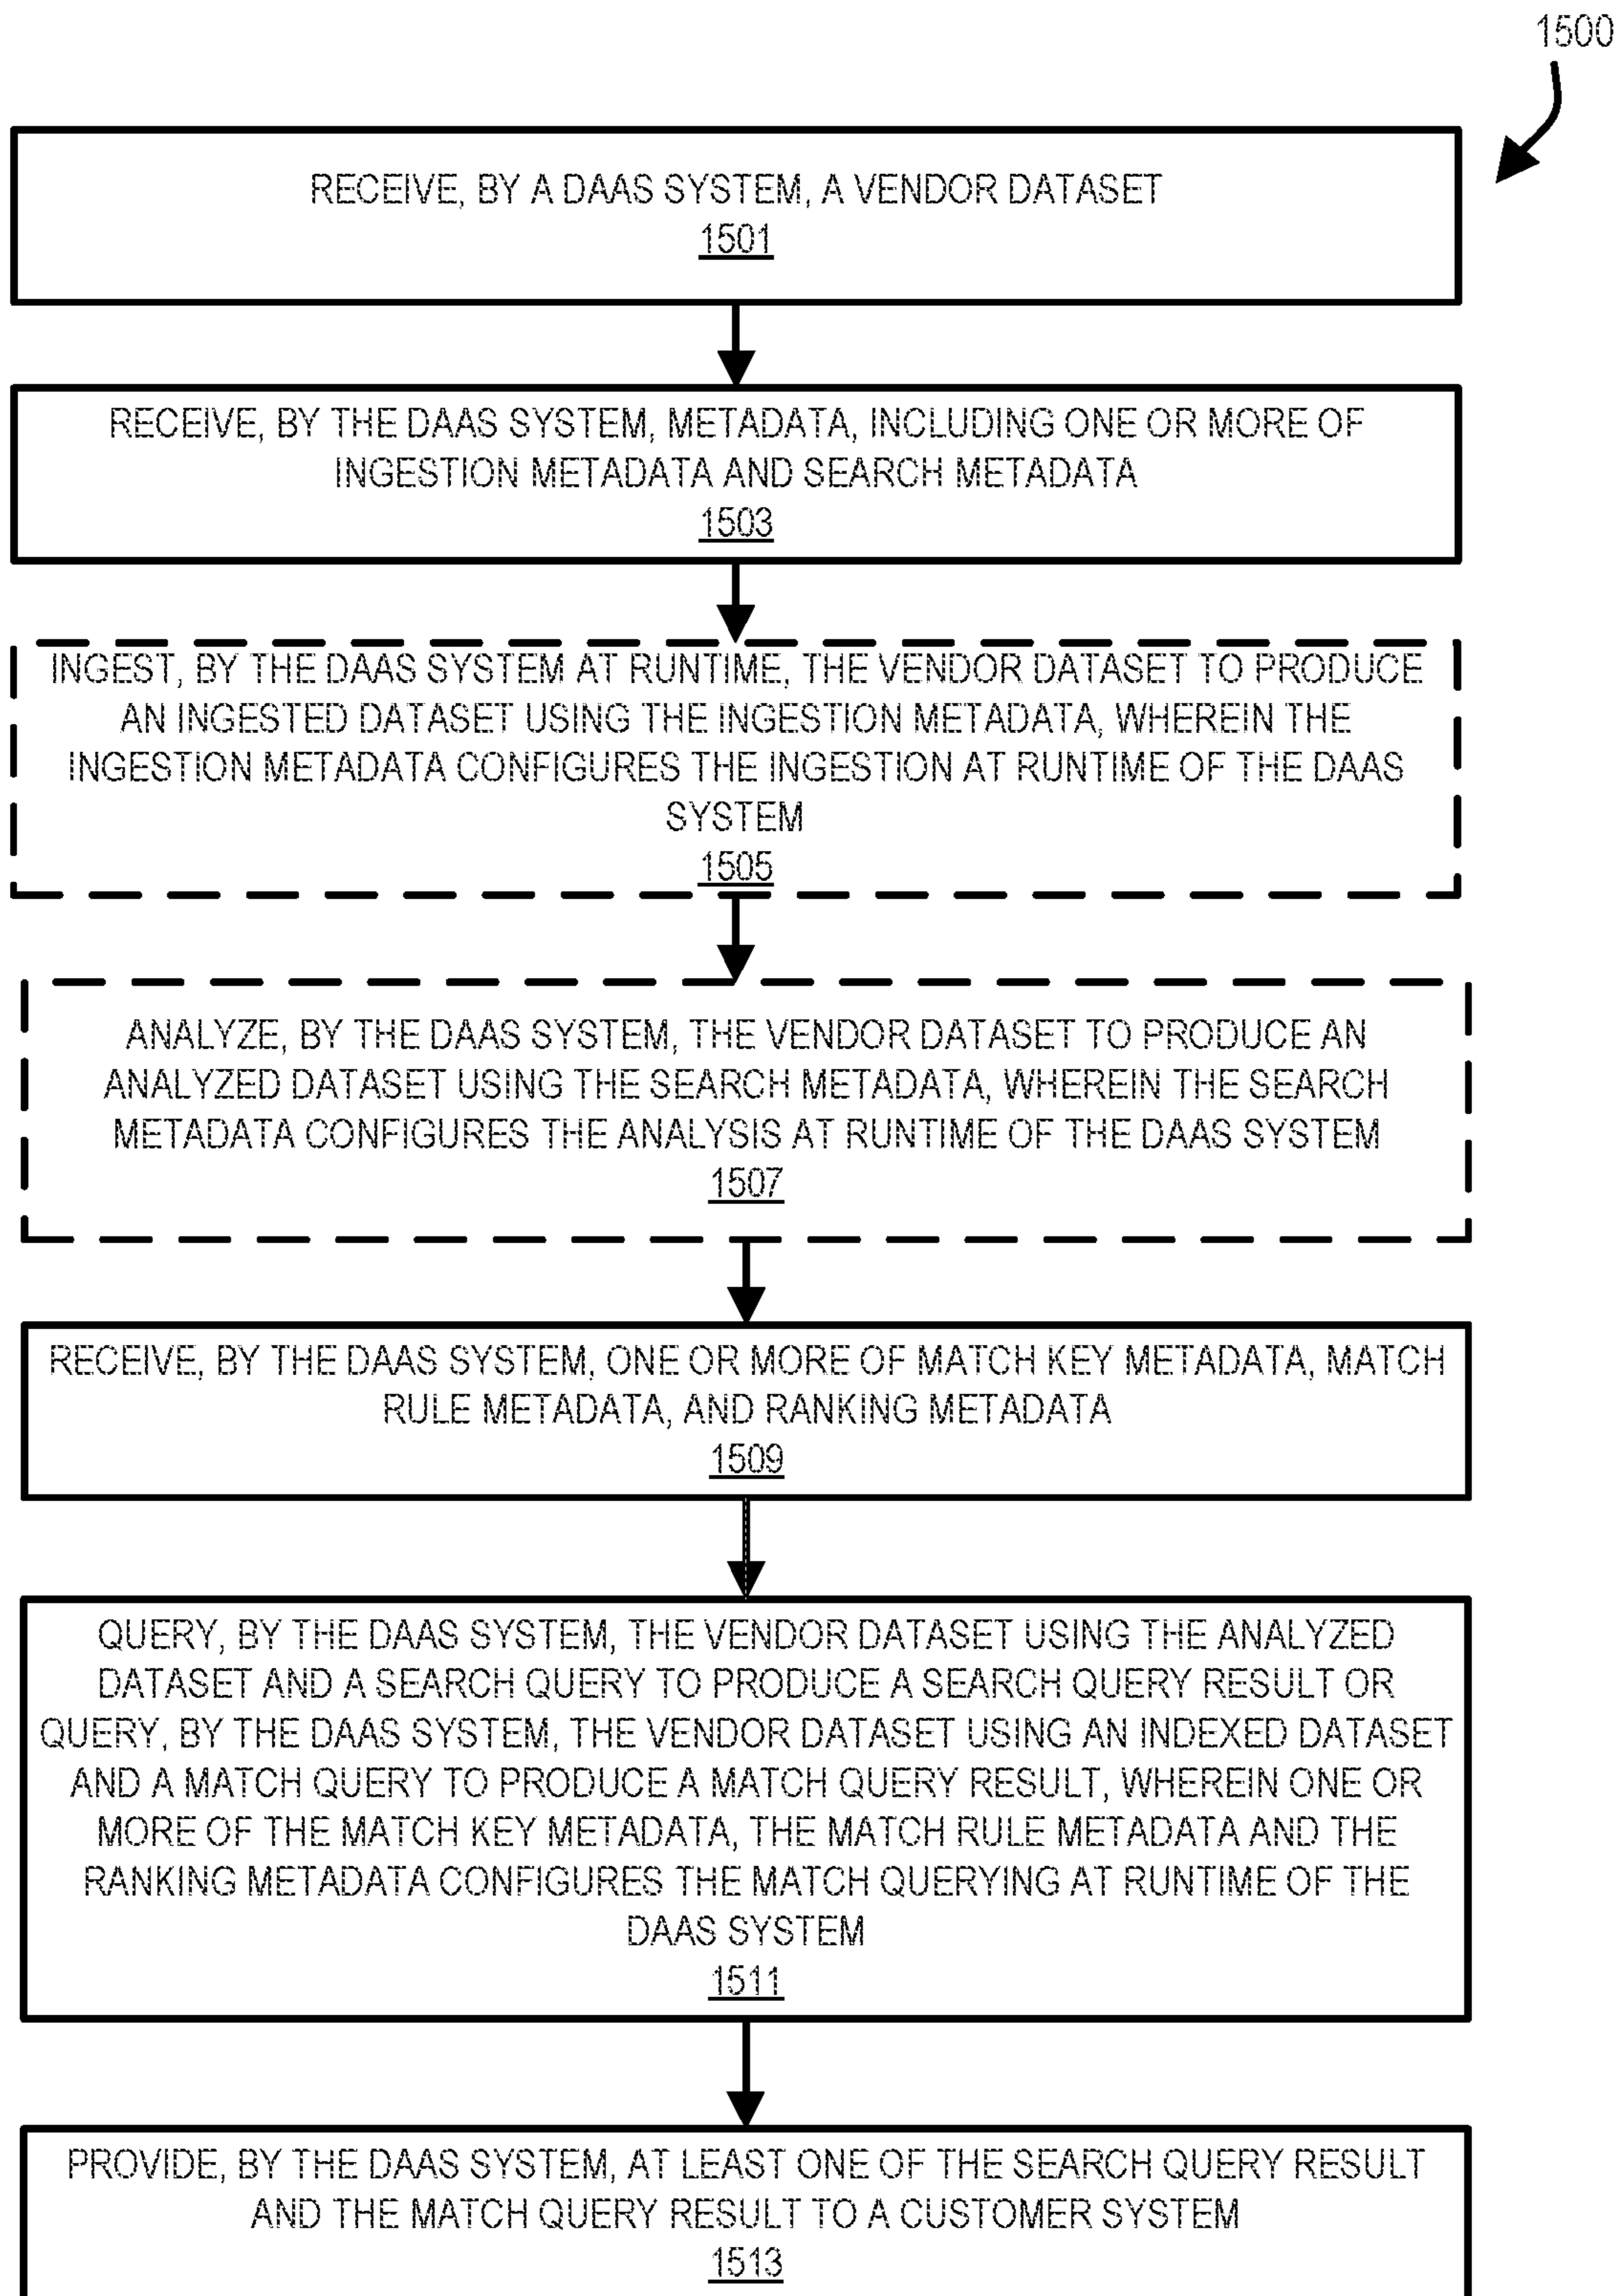 1500
RECEIVE, BY A DAAS SYSTEM, A VENDOR DATASET
1501
RECEIVE, BY THE DAAS SYSTEM, METADATA, INCLUDING ONE OR MORE OF
INGESTION METADATA AND SEARCH METADATA
1503
INGEST, BY THE DAAS SYSTEM AT RUNTIME, THE VENDOR DATASET TO PRODUCE
AN INGESTED DATASET USING THE INGESTION METADATA, WHEREIN THE
INGESTION METADATA CONFIGURES THE INGESTION AT RUNTIME OF THE DAAS
SYSTEM
1505
ANALYZE, BY THE DAAS SYSTEM, THE VENDOR DATASET TO PRODUCE AN
ANALYZED DATASET USING THE SEARCH METADATA, WHEREIN THE SEARCH
METADATA CONFIGURES THE ANALYSIS AT RUNTIME OF THE DAAS SYSTEM
1507
RECEIVE, BY THE DAAS SYSTEM, ONE OR MORE OF MATCH KEY METADATA, MATCH
RULE METADATA, AND RANKING METADATA
1509
QUERY, BY THE DAAS SYSTEM, THE VENDOR DATASET USING THE ANALYZED
DATASET AND A SEARCH QUERY TO PRODUCE A SEARCH QUERY RESULT OR
QUERY, BY THE DAAS SYSTEM, THE VENDOR DATASET USING AN INDEXED DATASET
AND A MATCH QUERY TO PRODUCE A MATCH QUERY RESULT, WHEREIN ONE OR
MORE OF THE MATCH KEY METADATA, THE MATCH RULE METADATA AND THE
RANKING METADATA CONFIGURES THE MATCH QUERYING AT RUNTIME OF THE
DAAS SYSTEM
1511
PROVIDE, BY THE DAAS SYSTEM, AT LEAST ONE OF THE SEARCH QUERY RESULT
AND THE MATCH QUERY RESULT TO A CUSTOMER SYSTEM
1513